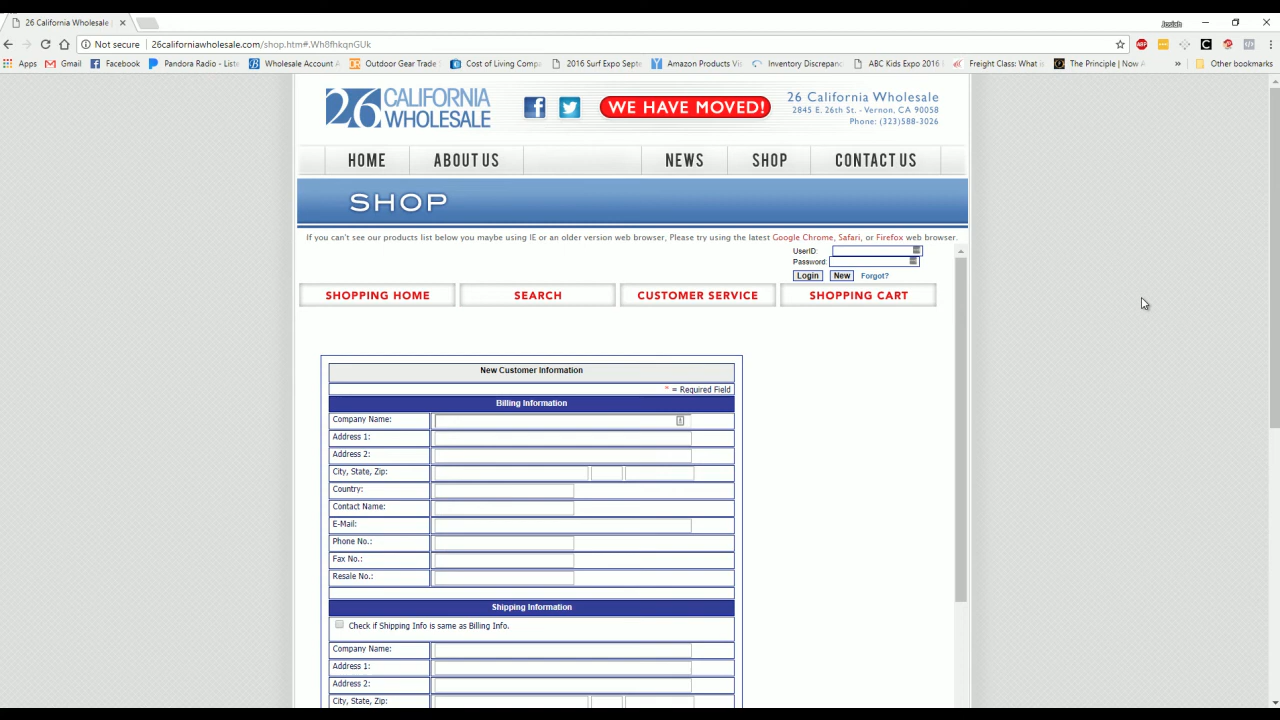 26 California Wholesale
Josiah
Not secure
26californiawholesale.com/shop.htm#.Wh8fhkqnGUk
Apps
Gmail
Facebook
Pandora Radio - Liste
Wholesale Account A
Outdoor Gear Trade S
Cost of Living Comp
2016 Surf Expo Septe
Amazon Products Vi
Inventory Discrepanc
ABC Kids Expo 2016
Freight Class: What is
The Principle | Now A
»
Other bookmarks
26 CALIFORNIA WHOLESALE
WE HAVE MOVED!
26 California Wholesale
2845 E. 26th St. - Vernon, CA 90058
Phone: (323)588-3026
HOME
ABOUT US
NEWS
SHOP
CONTACT US
SHOP
If you can't see our products list below you maybe using IE or an older version web browser, Please try using the latest Google Chrome, Safari, or Firefox web browser.
UserID:
Password:
Login
New
Forgot?
SHOPPING HOME
SEARCH
CUSTOMER SERVICE
SHOPPING CART
New Customer Information
* = Required Field
Billing Information
Company Name:
Address 1:
Address 2:
City, State, Zip:
Country:
Contact Name:
E-Mail:
Phone No.:
Fax No.:
Resale No.:
Shipping Information
Check if Shipping Info is same as Billing Info.
Company Name:
Address 1:
Address 2:
City, State, Zip: